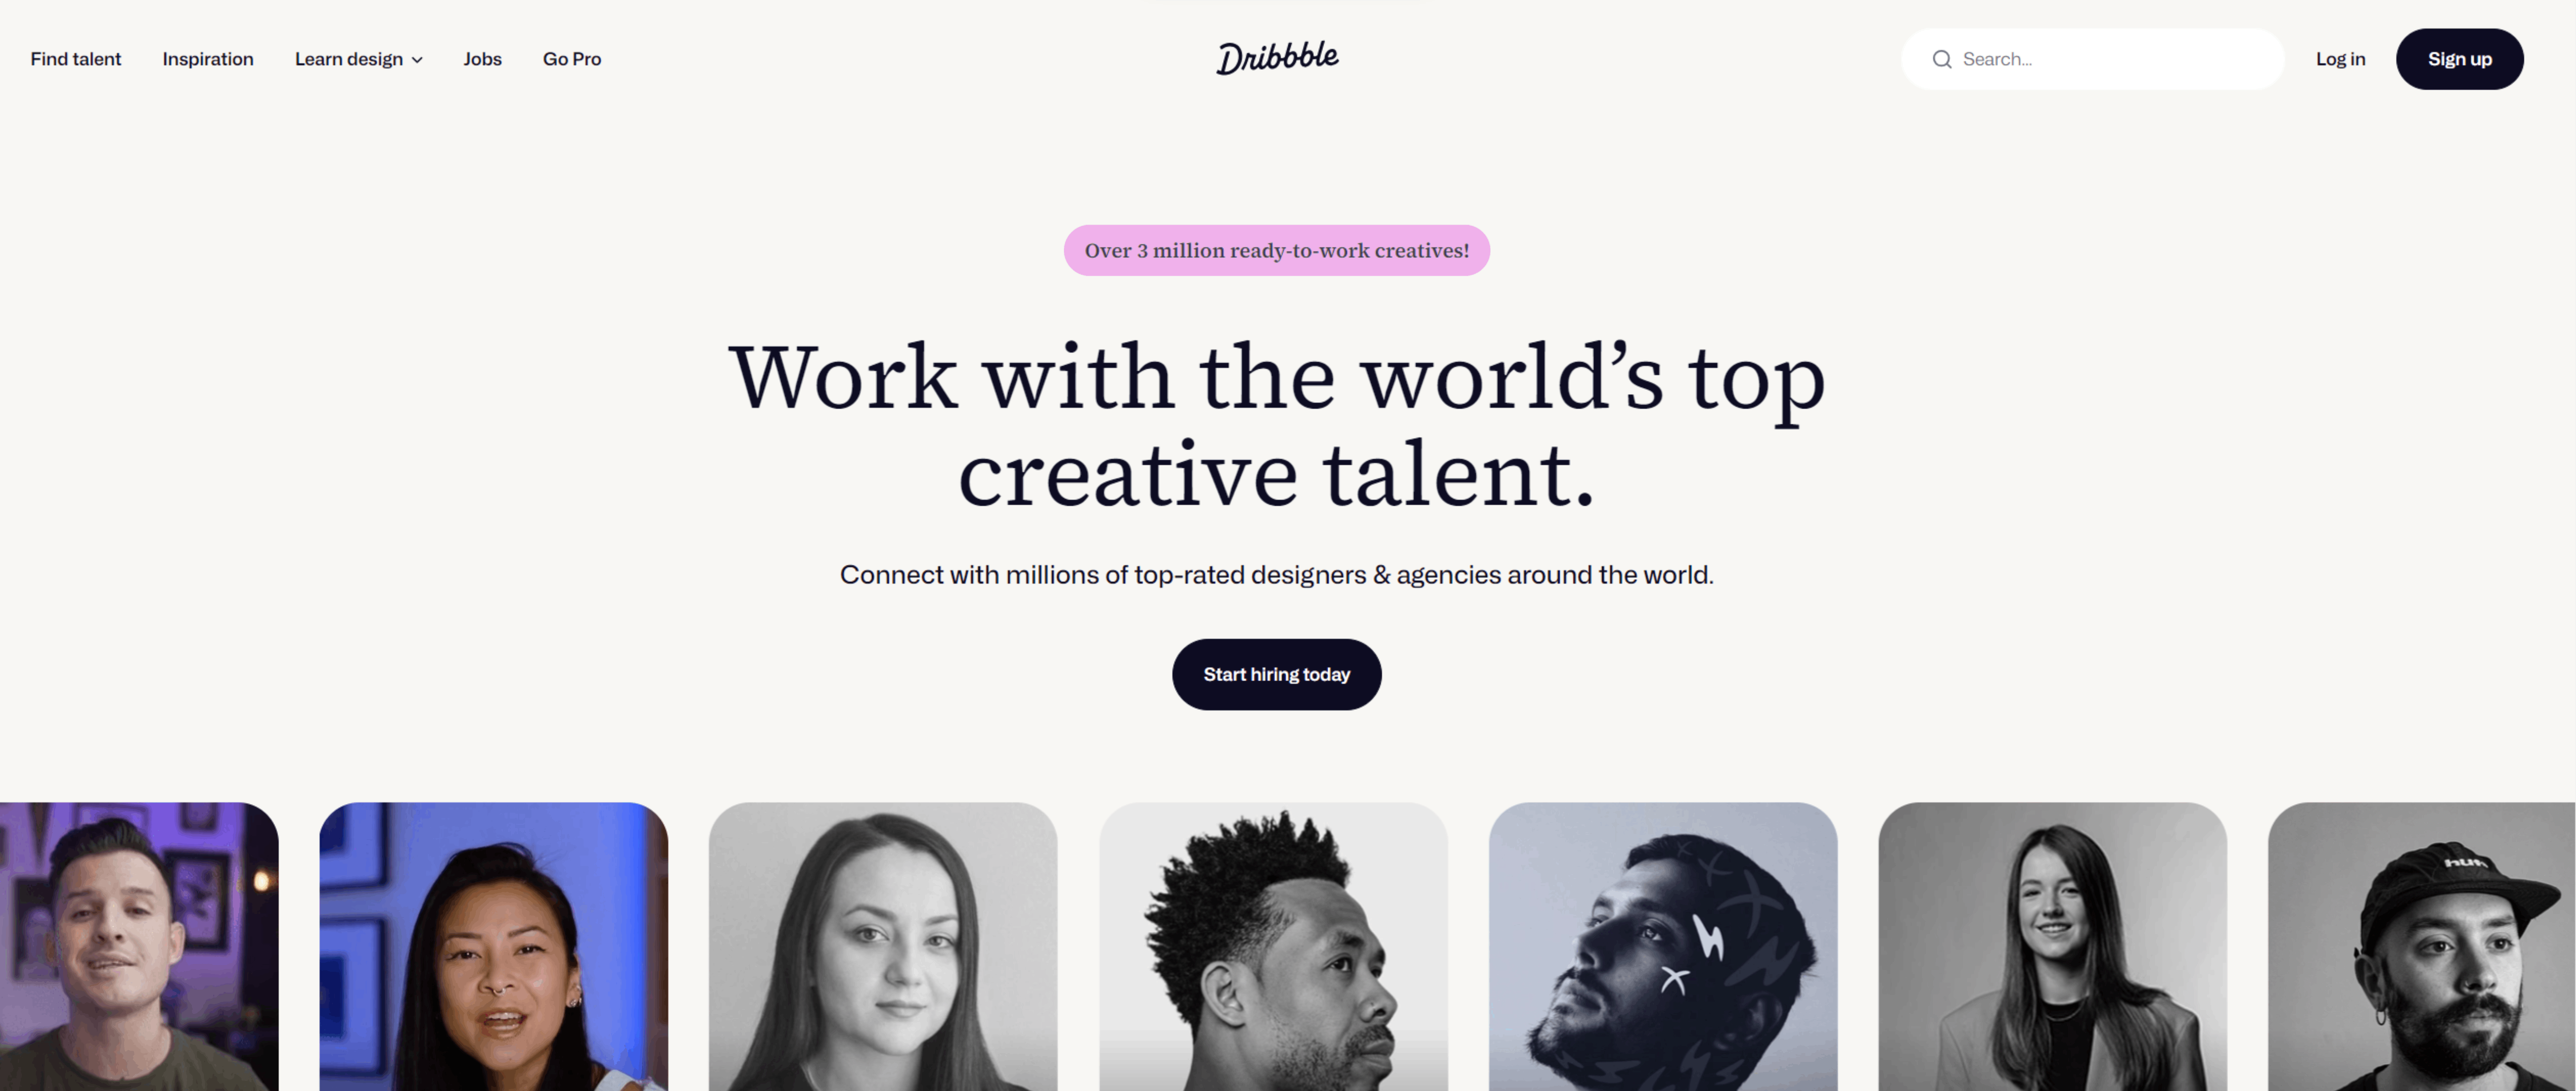 Find talent
Inspiration
Learn design
Jobs
Go Pro
Dribbble
Search...
Log in
Sign up
Over 3 million ready-to-work creatives!
Work with the world’s top
creative talent.
Connect with millions of top-rated designers & agencies around the world.
Start hiring today